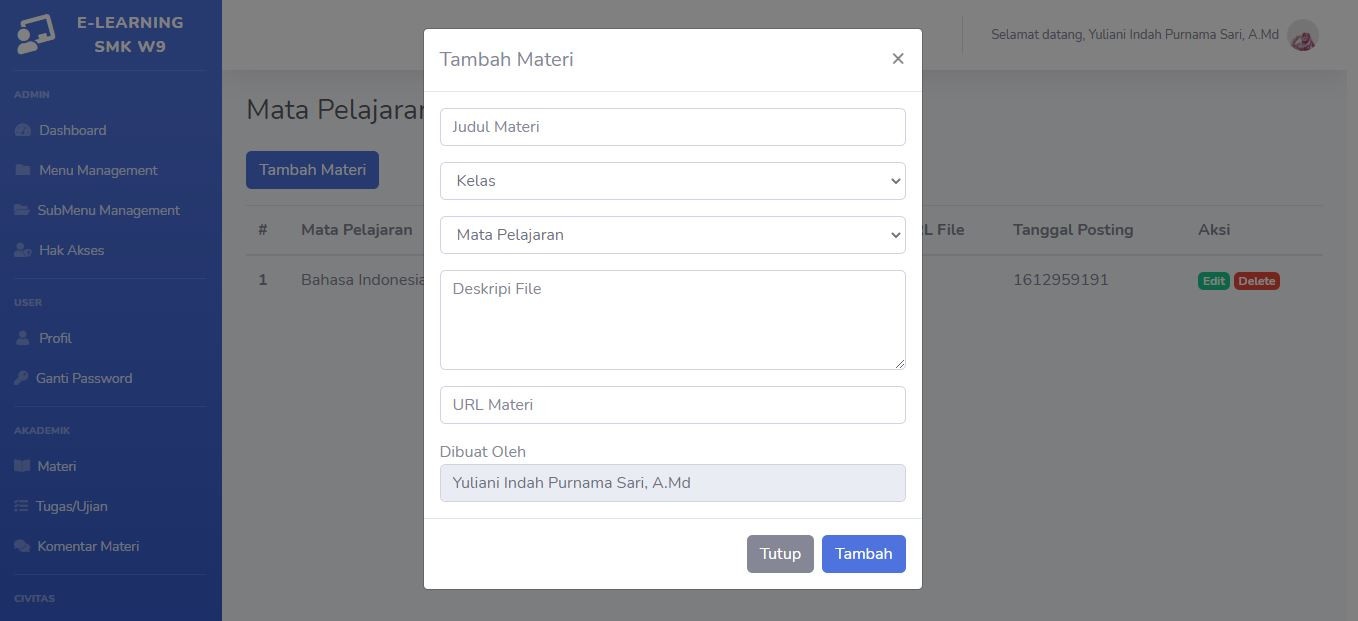 E-LEARNING
SMK W9
ADMIN
Dashboard
Menu Management
SubMenu Management
Hak Akses
USER
Profil
Ganti Password
AKADEMIK
Materi
Tugas/Ujian
Komentar Materi
CIVITAS
Selamat datang, Yuliani Indah Purnama Sari, A.Md
Mata Pelajaran
Tambah Materi
# Mata Pelajaran L File Tanggal Posting Aksi
1 Bahasa Indonesia 1612959191 Edit Delete
Tambah Materi ×
Judul Materi
Kelas
Mata Pelajaran
Deskripi File
URL Materi
Dibuat Oleh
Yuliani Indah Purnama Sari, A.Md
Tutup Tambah